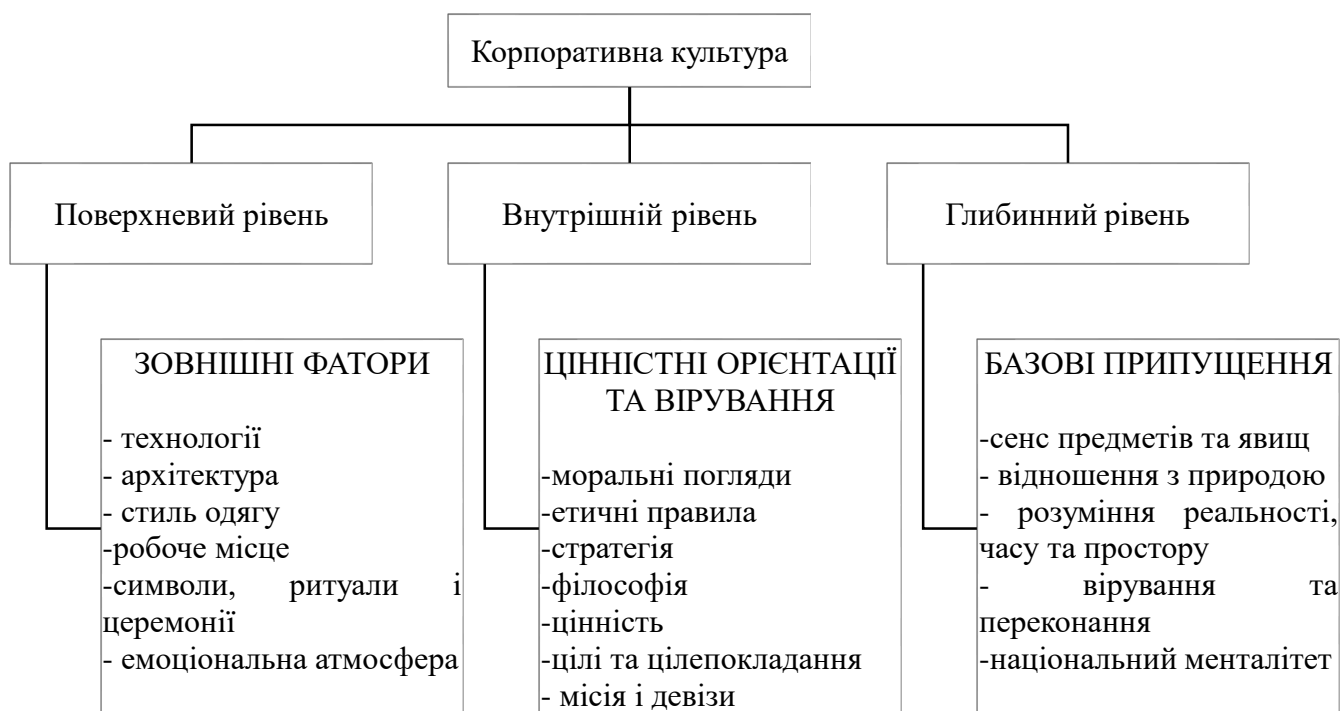 Корпоративна культура
Поверхневий рівень
Внутрішній рівень
Глибинний рівень
ЗОВНІШНІ ФАТОРИ
- технології
- архітектура
- стиль одягу
-робоче місце
-символи, ритуали і
церемонії
- емоціональна атмосфера
ЦІННІСТНІ ОРІЄНТАЦІЇ
ТА ВІРУВАННЯ
-моральні погляди
-етичні правила
-стратегія
-філософія
-цінність
-цілі та цілепокладання
- місія і девізи
БАЗОВІ ПРИПУЩЕННЯ
-сенс предметів та явищ
- відношення з природою
- розуміння реальності,
часу та простору
- вірування та
переконання
-національний менталітет